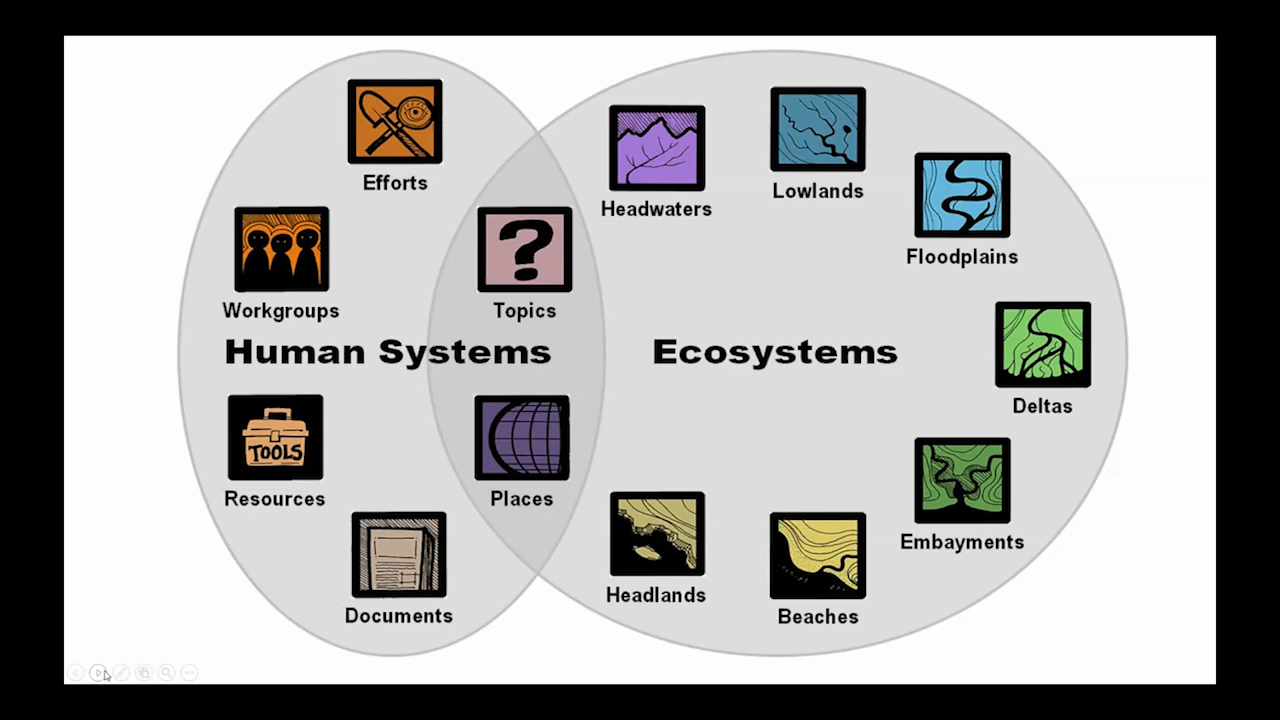 Efforts
Workgroups
Topics
Human Systems
TOOLS
Resources
Places
Documents
Headwaters
Lowlands
Floodplains
Ecosystems
Deltas
Embayments
Headlands
Beaches